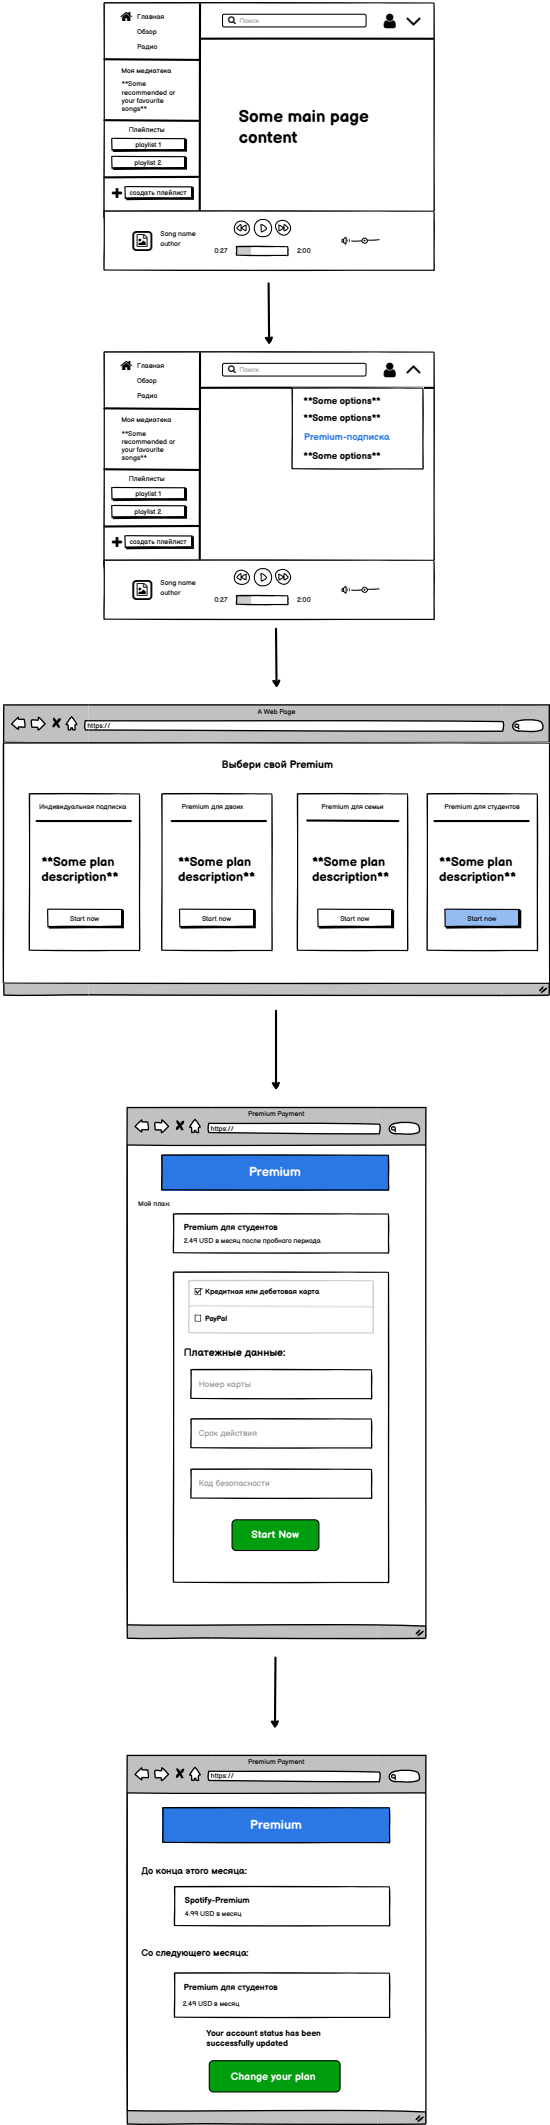 Главная
Обзор
Радио
Поиск
Моя медиатека
**Some
recommended or
your favourite
songs**
Some main page
content
Плейлисты
playlist 1
playlist 2
создать плейлист
Song name
author
0:27
2:00
Главная
Обзор
Радио
Поиск
**Some options**
**Some options**
Premium-подписка
**Some options**
Моя медиатека
**Some
recommended or
your favourite
songs**
Плейлисты
playlist 1
playlist 2
создать плейлист
Song name
author
0:27
2:00
A Web Page
https://
Выбери свой Premium
Индивидуальная подписка
**Some plan
description**
Start now
Premium для двоих
**Some plan
description**
Start now
Premium для семьи
**Some plan
description**
Start now
Premium для студентов
**Some plan
description**
Start now
Premium Payment
https://
Premium
Мой план:
Premium для студентов
2.49 USD в месяц после пробного периода
Кредитная или дебетовая карта
PayPal
Платежные данные:
Номер карты
Срок действия
Код безопасности
Start Now
Premium Payment
https://
Premium
До конца этого месяца:
Spotify-Premium
4.99 USD в месяц
Со следующего месяца:
Premium для студентов
2.49 USD в месяц
Your account status has been
successfully updated
Change your plan